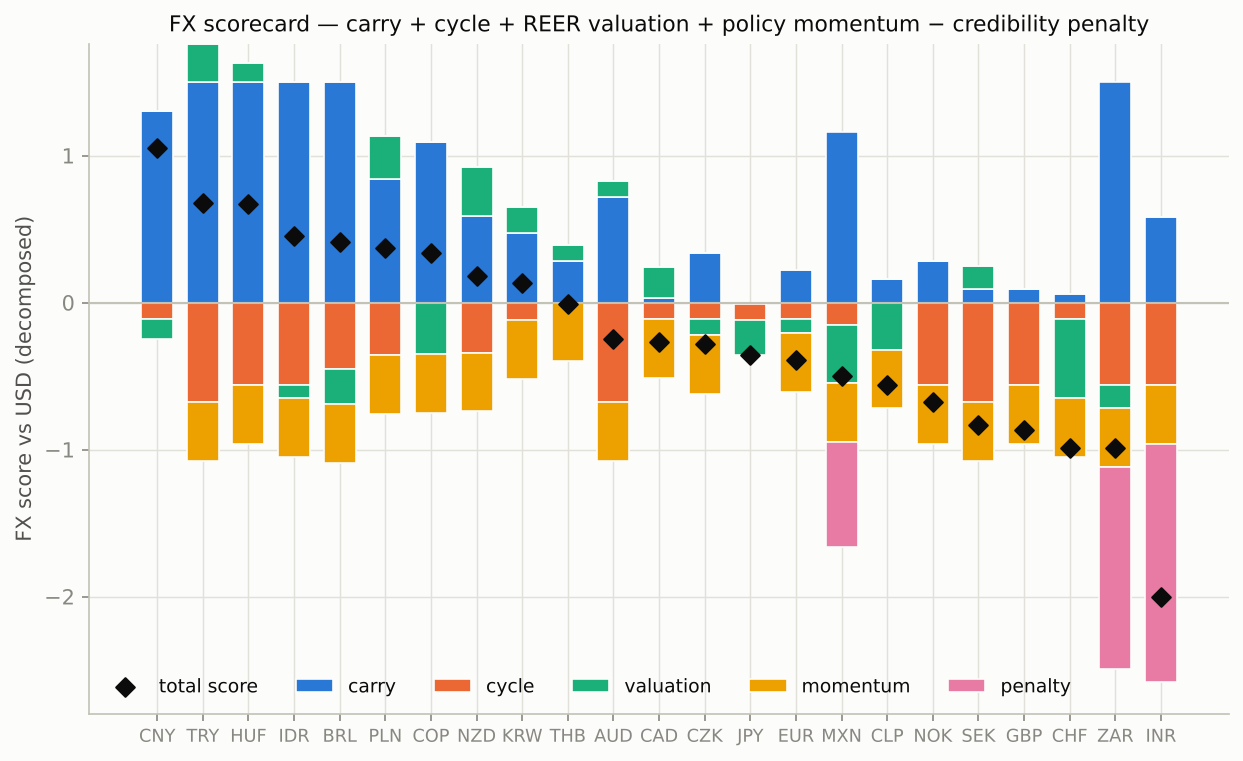 FX scorecard — carry + cycle + REER valuation + policy momentum − credibility penalty
FX score vs USD (decomposed)
1
0
−1
−2
total score carry cycle valuation momentum penalty
CNY TRY HUF IDR BRL PLN COP NZD KRW THB AUD CAD CZK JPY EUR MXN CLP NOK SEK GBP CHF ZAR INR